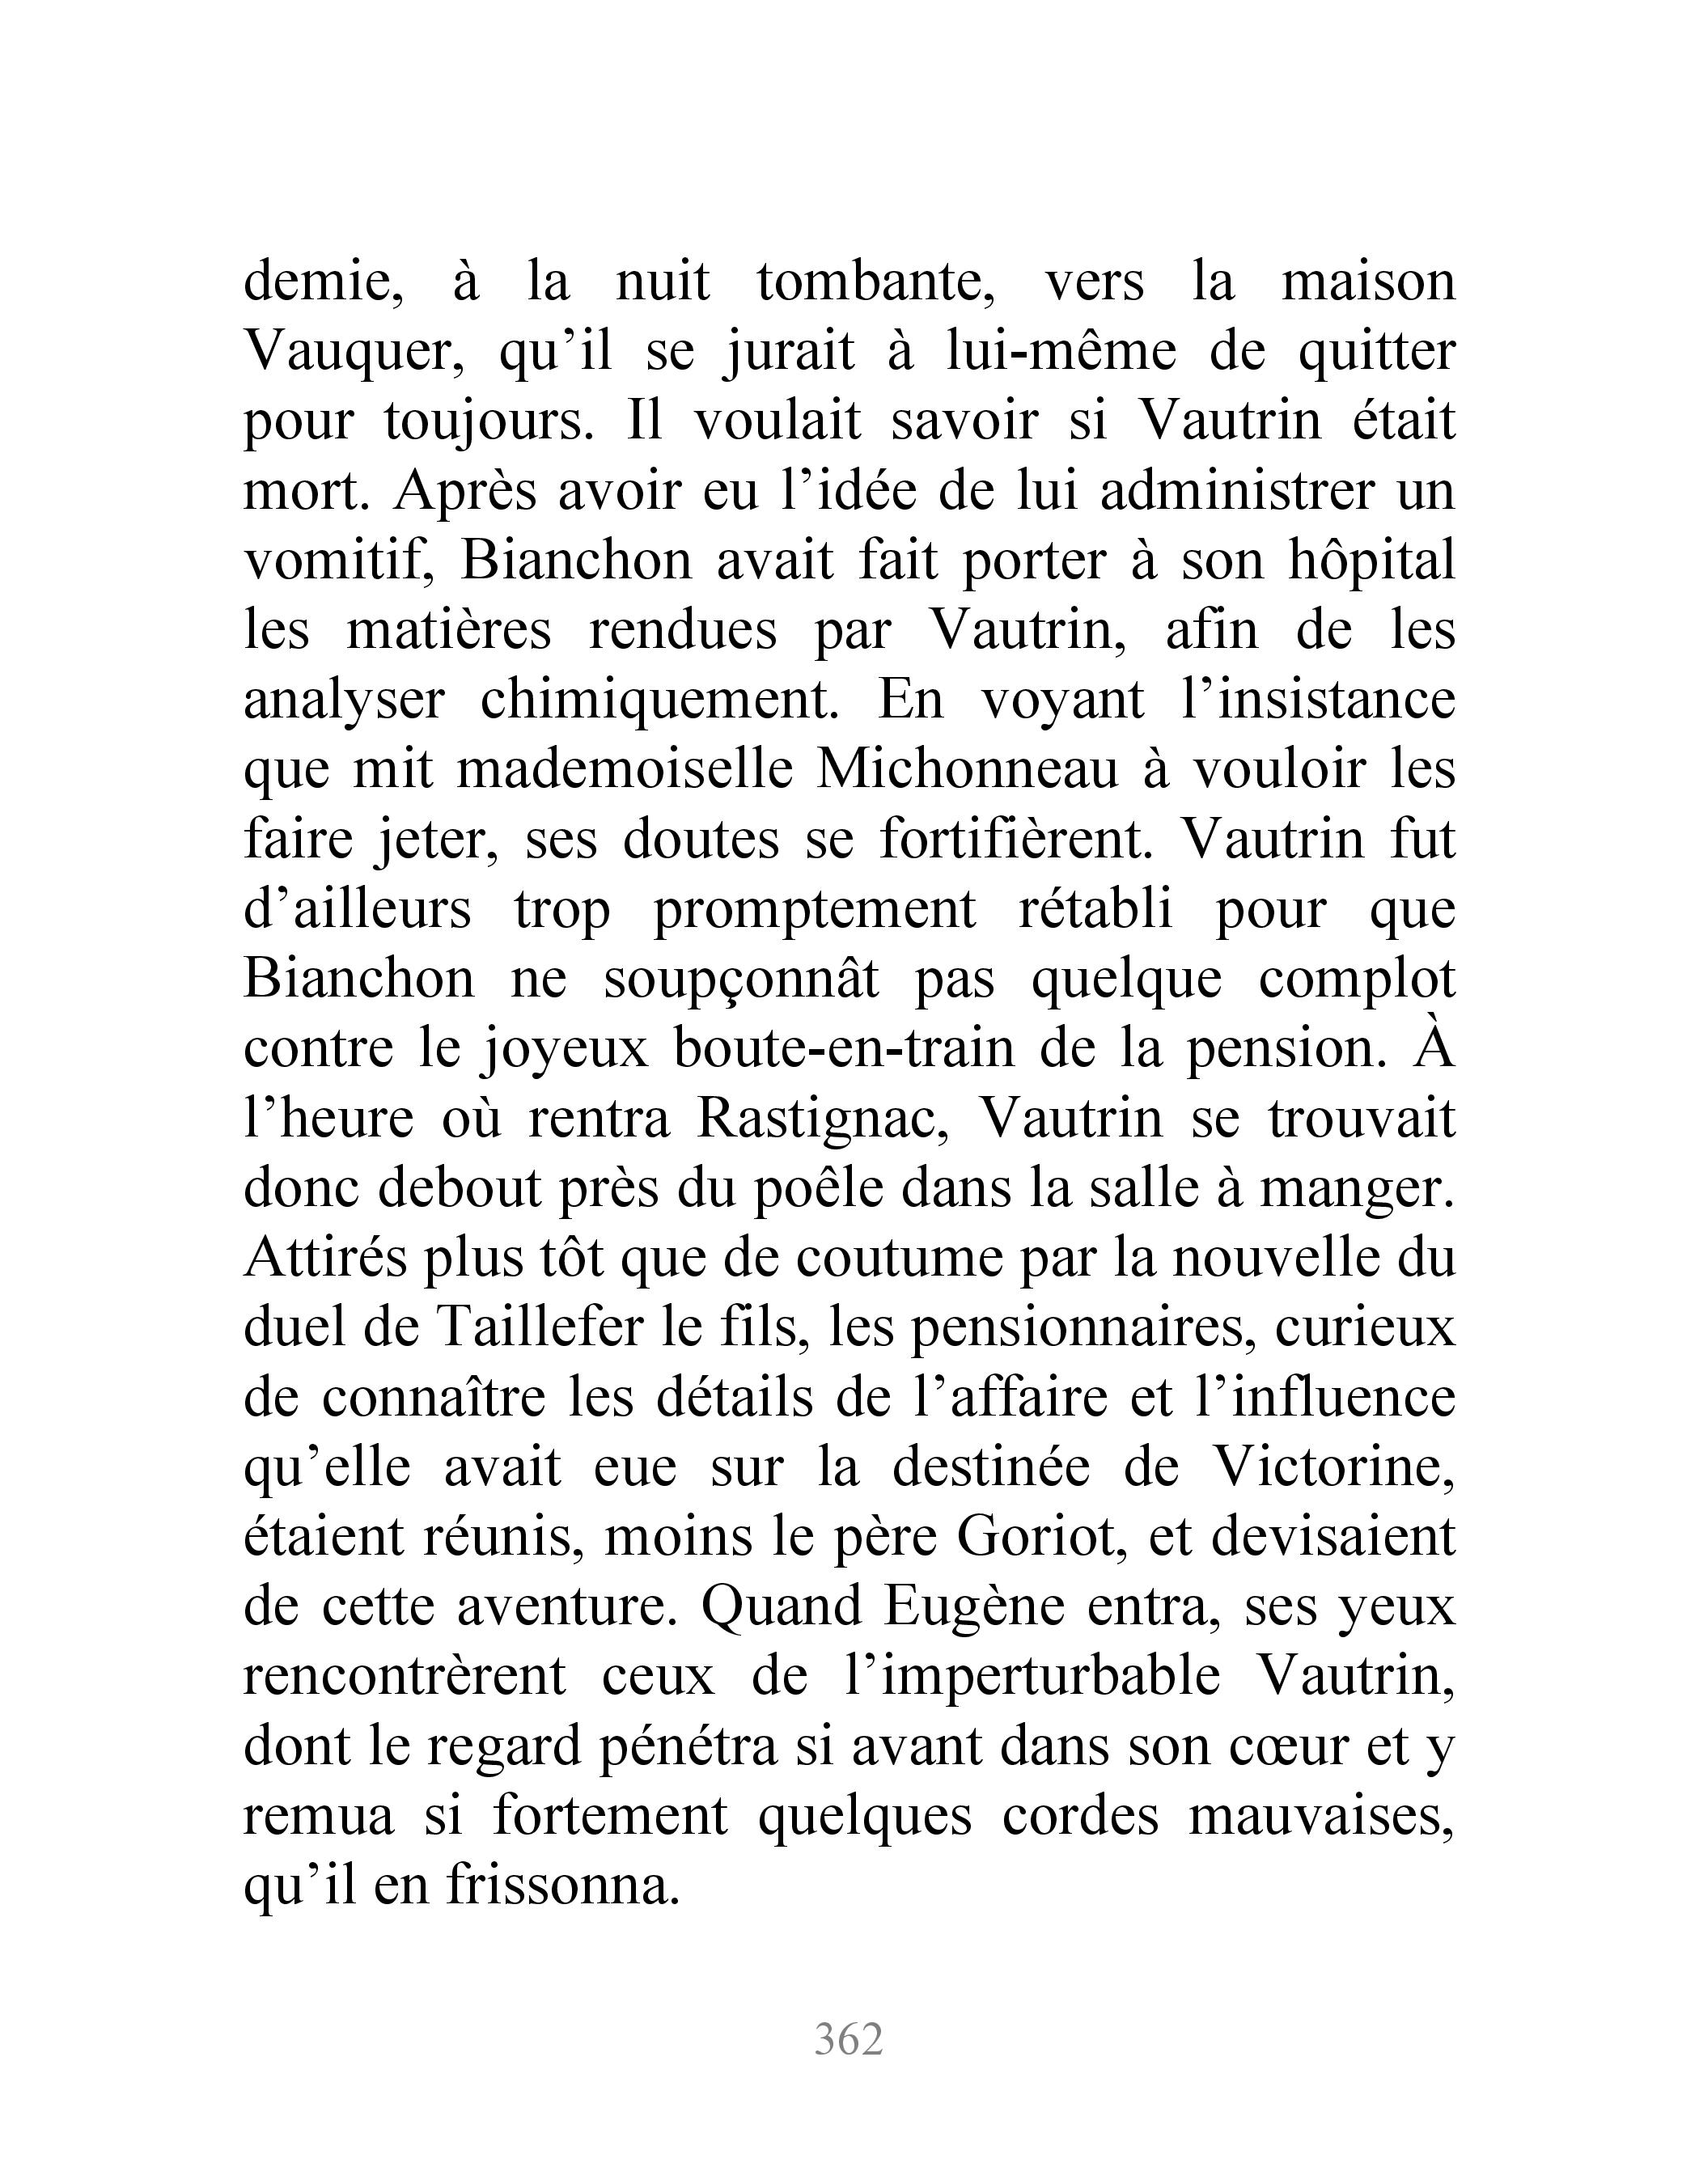 demie, à la nuit tombante, vers la maison
Vauquer, qu’il se jurait à lui-même de quitter
pour toujours. Il voulait savoir si Vautrin était
mort. Après avoir eu l’idée de lui administrer un
vomitif, Bianchon avait fait porter à son hôpital
les matières rendues par Vautrin, afin de les
analyser chimiquement. En voyant l’insistance
que mit mademoiselle Michonneau à vouloir les
faire jeter, ses doutes se fortifièrent. Vautrin fut
d’ailleurs trop promptement rétabli pour que
Bianchon ne soupçonnât pas quelque complot
contre le joyeux boute-en-train de la pension. À
l’heure où rentra Rastignac, Vautrin se trouvait
donc debout près du poêle dans la salle à manger.
Attirés plus tôt que de coutume par la nouvelle du
duel de Taillefer le fils, les pensionnaires, curieux
de connaître les détails de l’affaire et l’influence
qu’elle avait eue sur la destinée de Victorine,
étaient réunis, moins le père Goriot, et devisaient
de cette aventure. Quand Eugène entra, ses yeux
rencontrèrent ceux de l’imperturbable Vautrin,
dont le regard pénétra si avant dans son cœur et y
remua si fortement quelques cordes mauvaises,
qu’il en frissonna.
362